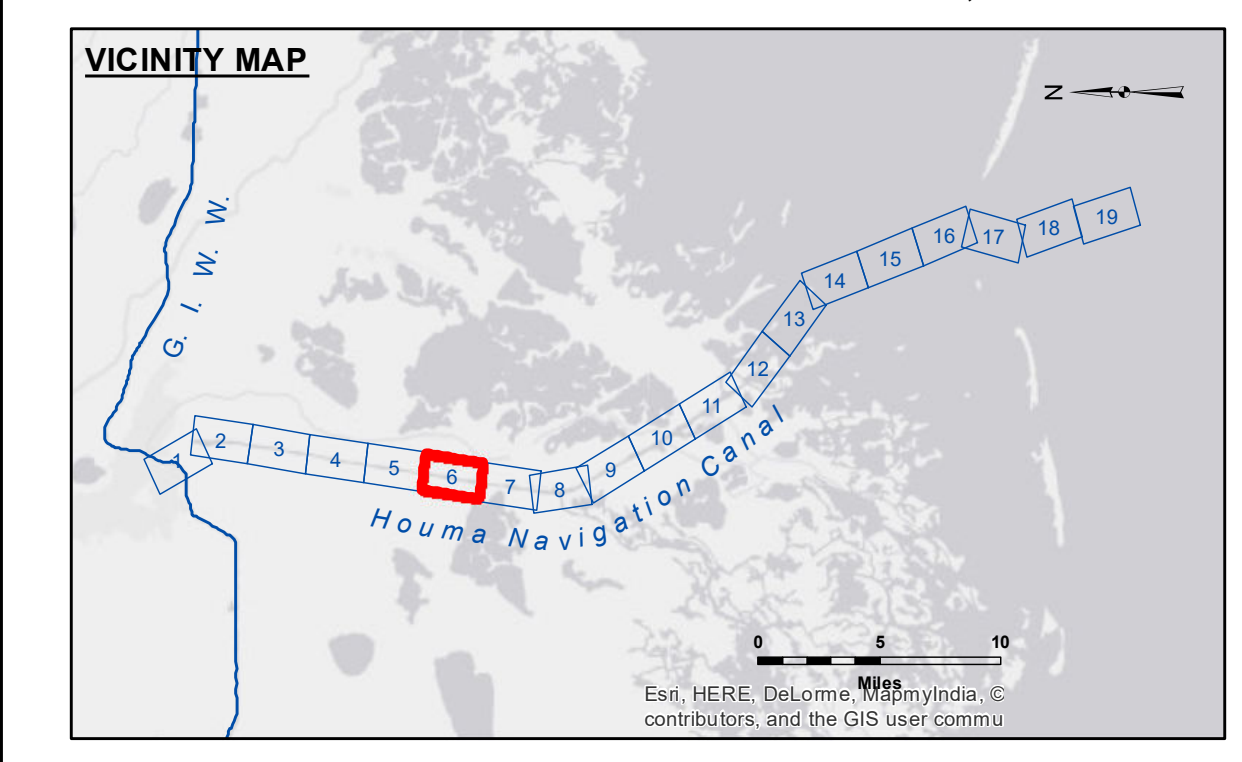 VICINITY MAP
N
G. I. W. W.
1
2
3
4
5
6
7
8
9
10
11
12
13
14
15
16
17
18
19
Houma Navigation Canal
0 5 10
Miles
Esri, HERE, DeLorme, MapmyIndia, ©
contributors, and the GIS user commu